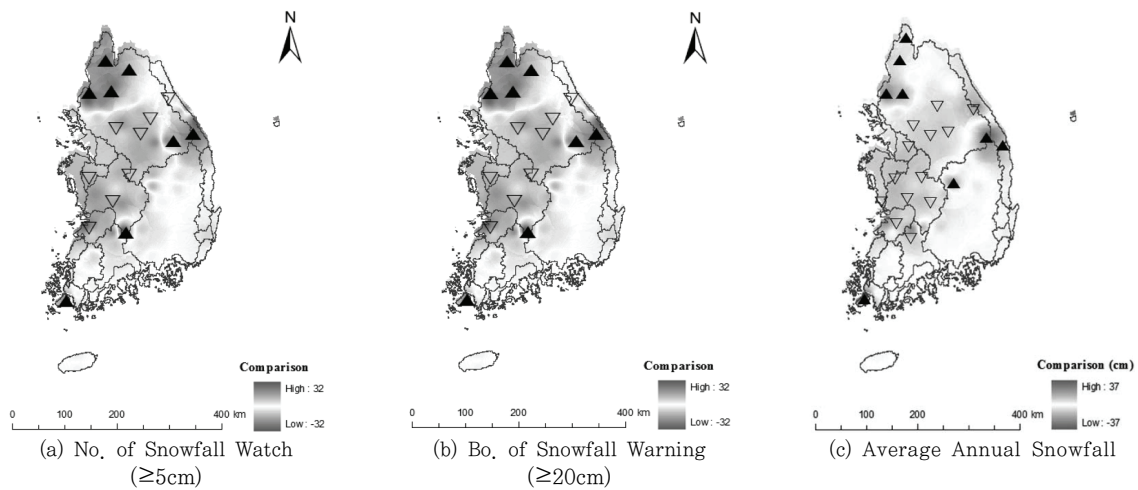 N
N
N
Comparison
High : 32
Low : -32
0 100 200 400 km
(a) No. of Snowfall Watch
(≥5cm)
Comparison
High : 32
Low : -32
0 100 200 400 km
(b) Bo. of Snowfall Warning
(≥20cm)
Comparison (cm)
High : 37
Low : -37
0 100 200 400 km
(c) Average Annual Snowfall